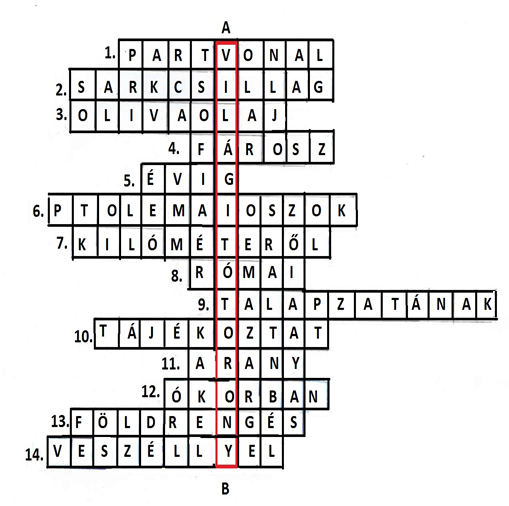 A
1. PARTVONAL
2. SARKCSILLAG
3. OLIVAOLAJ
4. FÁROSZ
5. ÉVIG
6. PTOLEMAIOSZOK
7. KILÓMÉTERŐL
8. RÓMAI
9. TALAPZATÁNAK
10. TÁJÉKOZTAT
11. ARANY
12. ÓKORBAN
13. FÖLDRENGÉS
14. VESZÉLLYEL
B